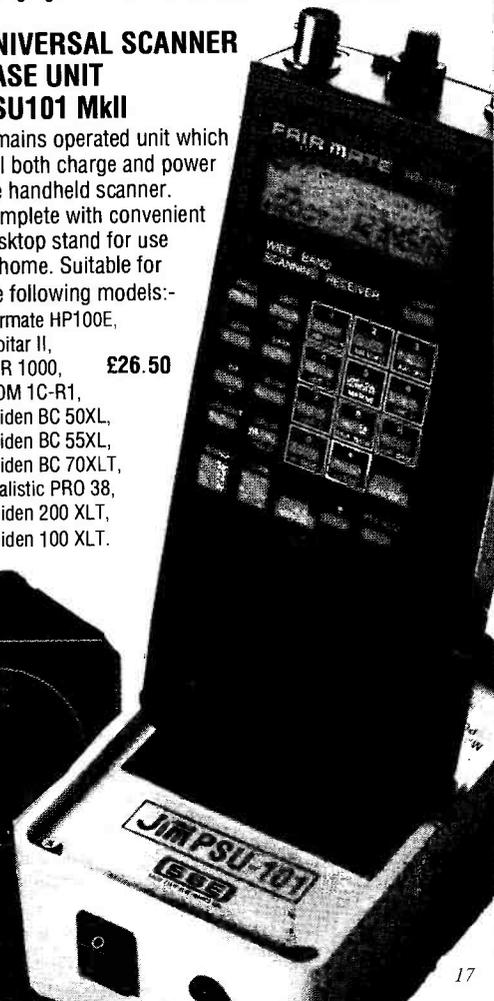 NIVERSAL SCANNER
ASE UNIT
SU101 MkII
mains operated unit which
l both charge and power
e handheld scanner.
mplete with convenient
sktop stand for use
home. Suitable for
e following models:-
rmate HP100E,
bitar II,
R 1000, £26.50
OM 1C-R1,
iden BC 50XL,
iden BC 55XL,
iden BC 70XLT,
alistic PRO 38,
iden 200 XLT,
iden 100 XLT.
FAIRMATE
WIDE BAND
SCANNING RECEIVER
JIM PSU-101
17